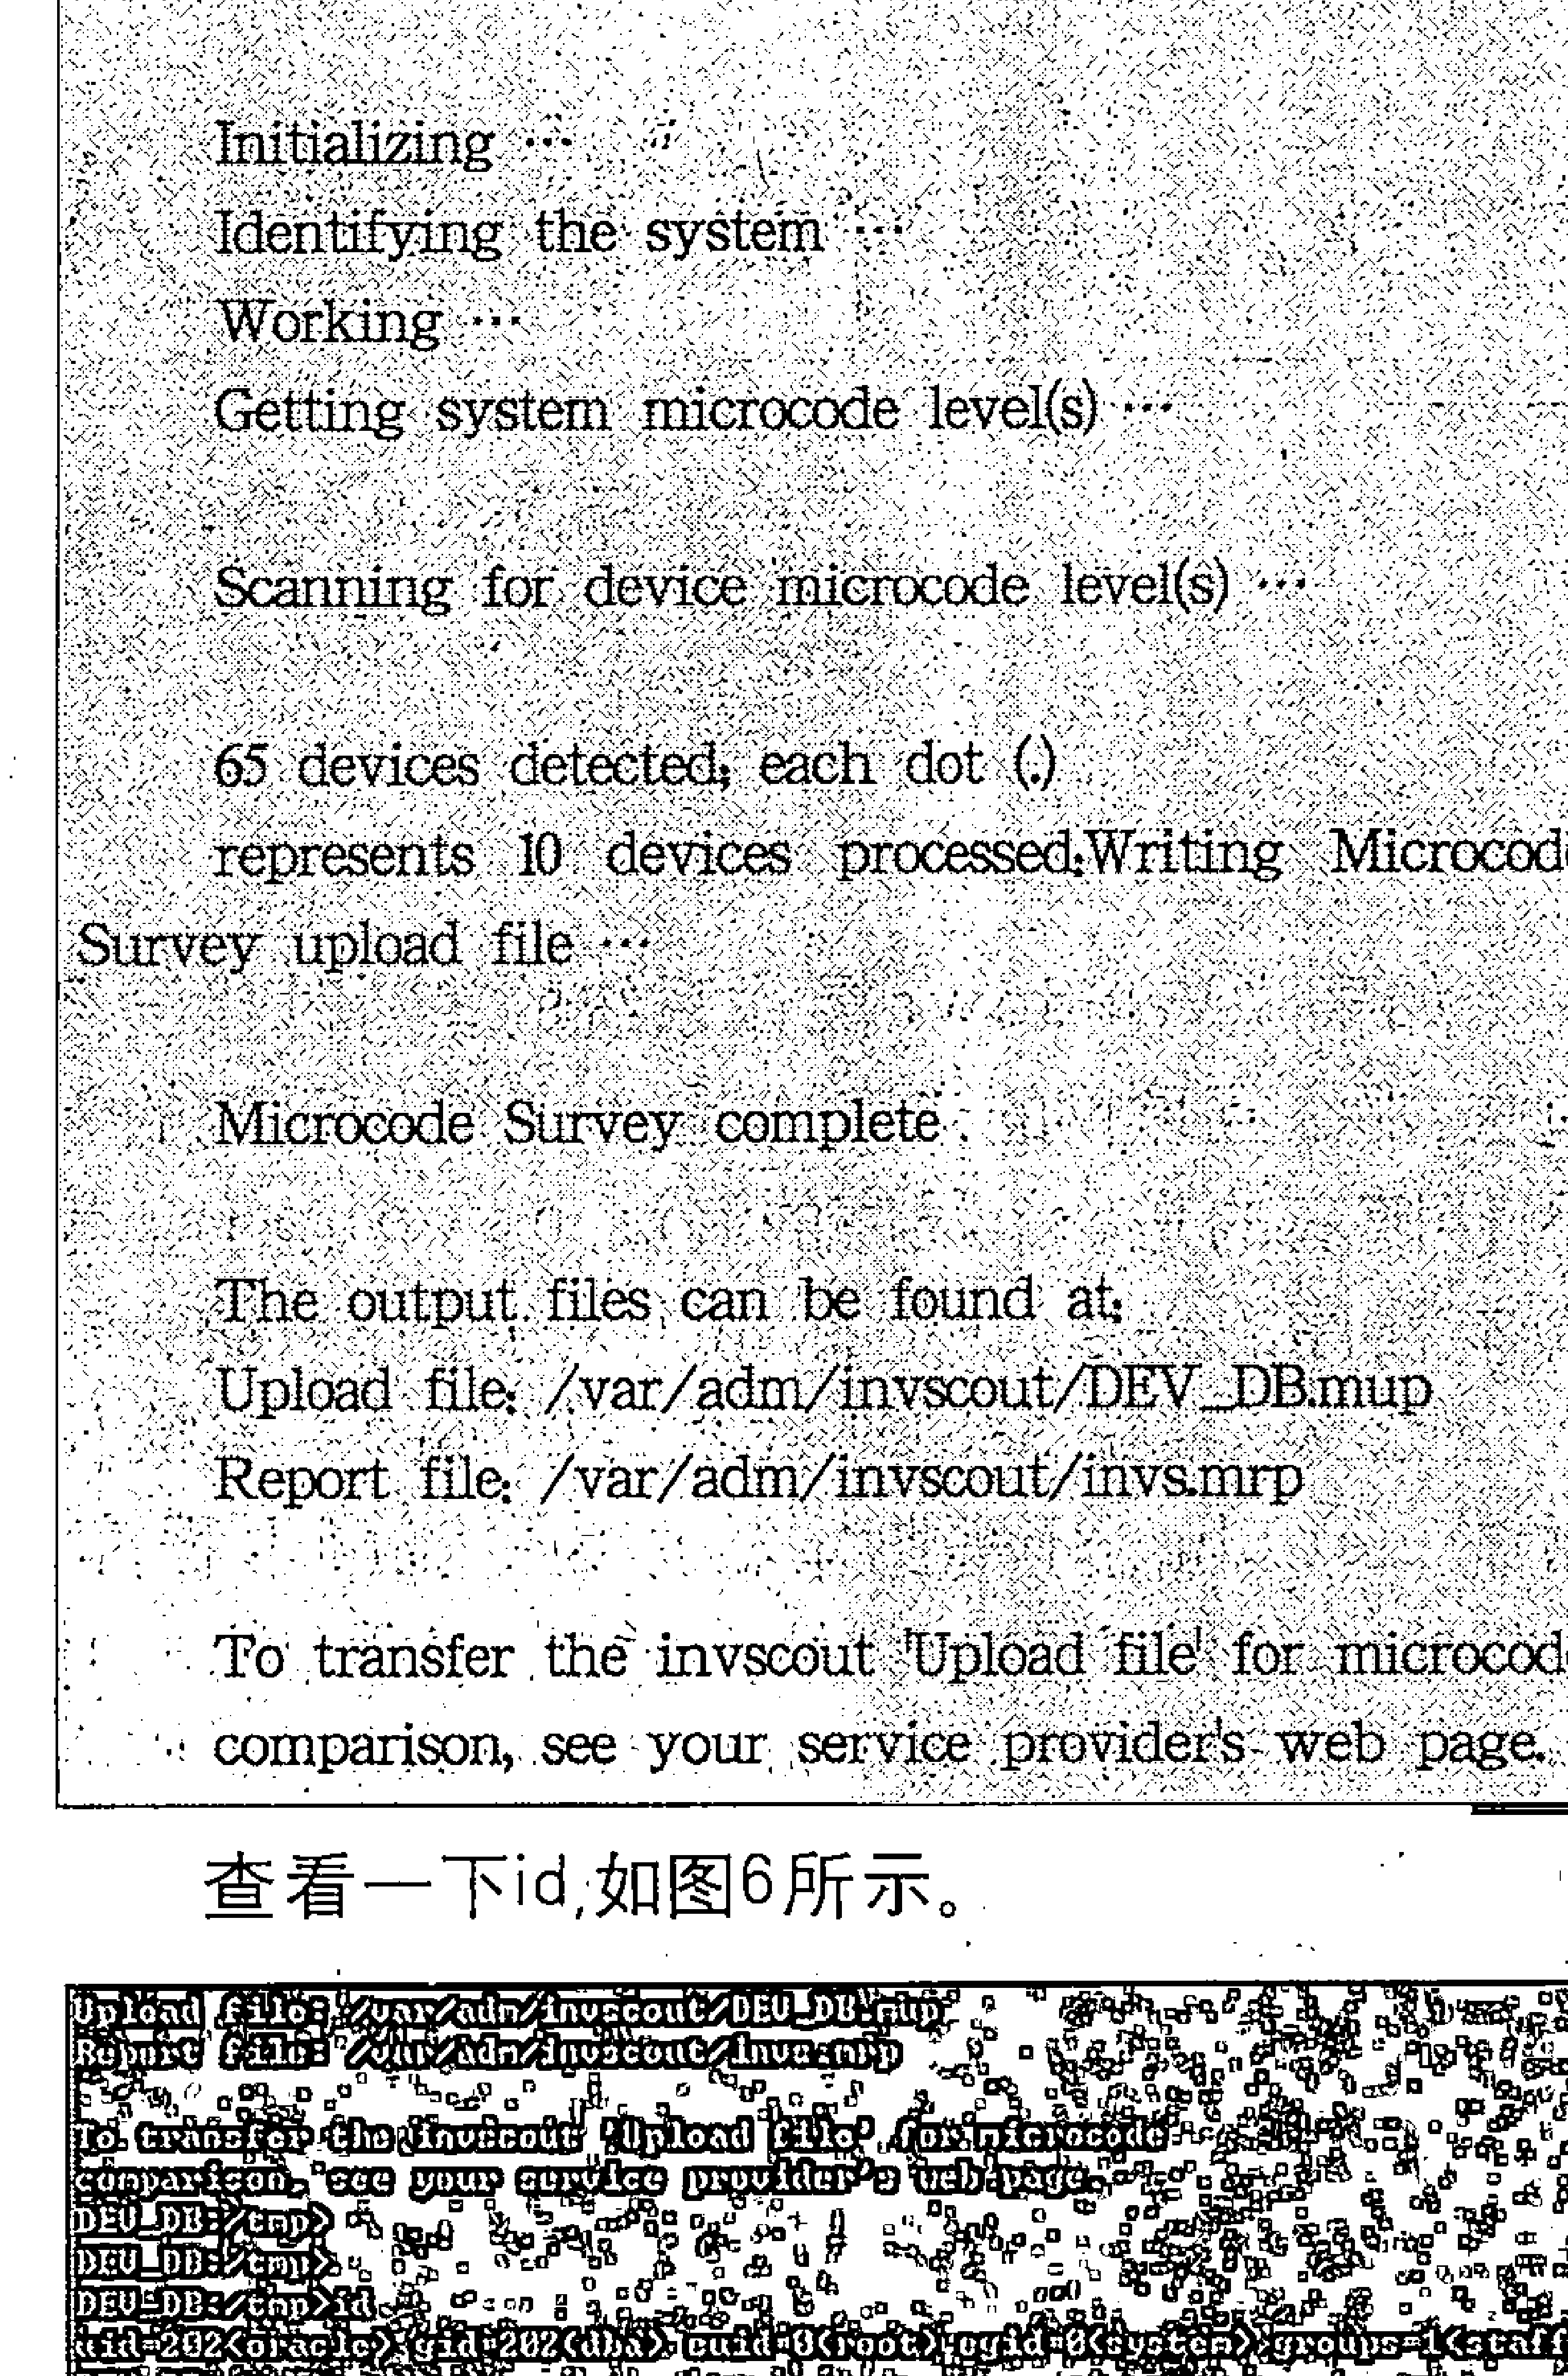 Initializing …
Identifying the system …
Working …
Getting system microcode level(s) …
Scanning for device microcode level(s) …
65 devices detected; each dot (.)
represents 10 devices processed:Writing Microcode
Survey upload file …
Microcode Survey complete
The output files can be found at:
Upload file: /var/adm/invscout/DEV_DB.mup
Report file: /var/adm/invscout/invs.mrp
To transfer the invscout 'Upload file' for microcode
comparison, see your service provider's web page.
查看一下id,如图6所示。
Upload file: /var/adm/invscout/DEV_DB.mup
Report file: /var/adm/invscout/invs.mrp
To transfer the invscout 'Upload file' for microcode
comparison, see your service provider's web page.
DEV_DB:/tmp>
DEV_DB:/tmp>
DEV_DB:/tmp>id
uid=202(oracle) gid=202(dba) euid=0(root) egid=0(system) groups=1(staff